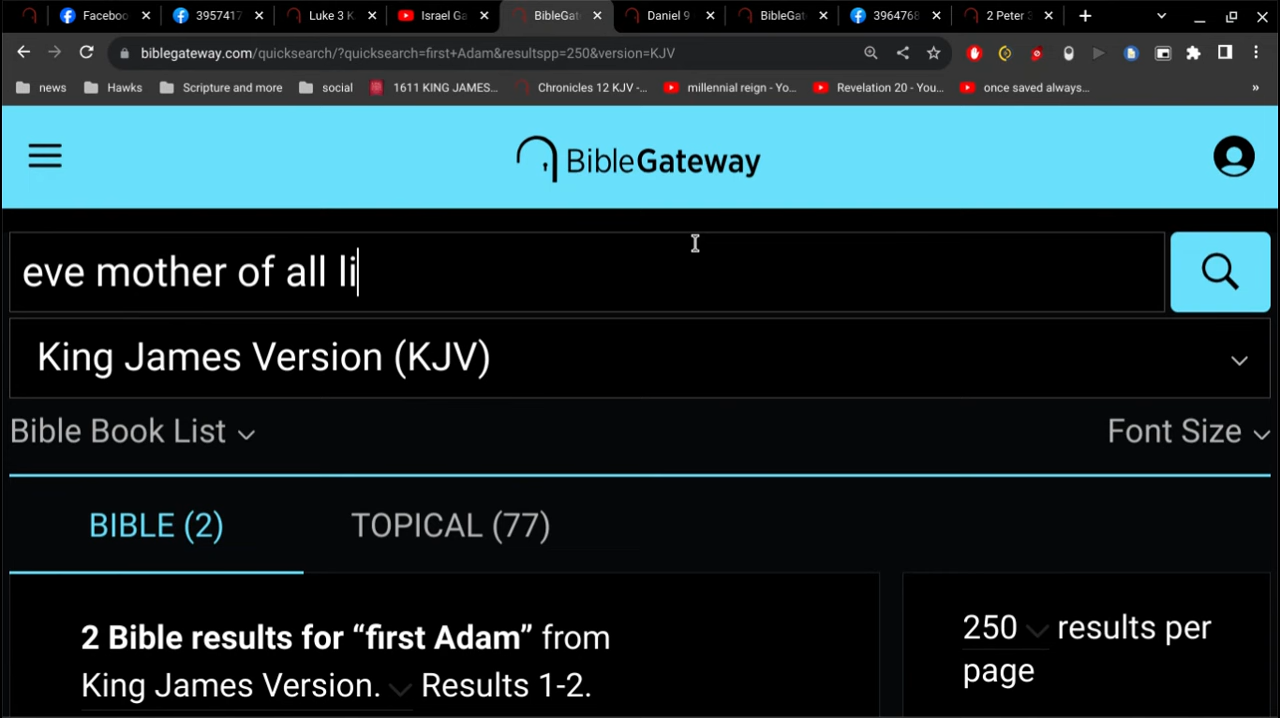 Facebo
3957417
Luke 3 K
Israel Ga
BibleGat
Daniel 9
BibleGat
3964768
2 Peter 3
biblegateway.com/quicksearch/?quicksearch=first+Adam&resultspp=250&version=KJV
news
Hawks
Scripture and more
social
1611 KING JAMES...
Chronicles 12 KJV -...
millennial reign - Yo...
Revelation 20 - You...
once saved always...
»
BibleGateway
eve mother of all li
King James Version (KJV)
Bible Book List
Font Size
BIBLE (2)
TOPICAL (77)
2 Bible results for “first Adam” from
King James Version.
Results 1-2.
250
results per
page